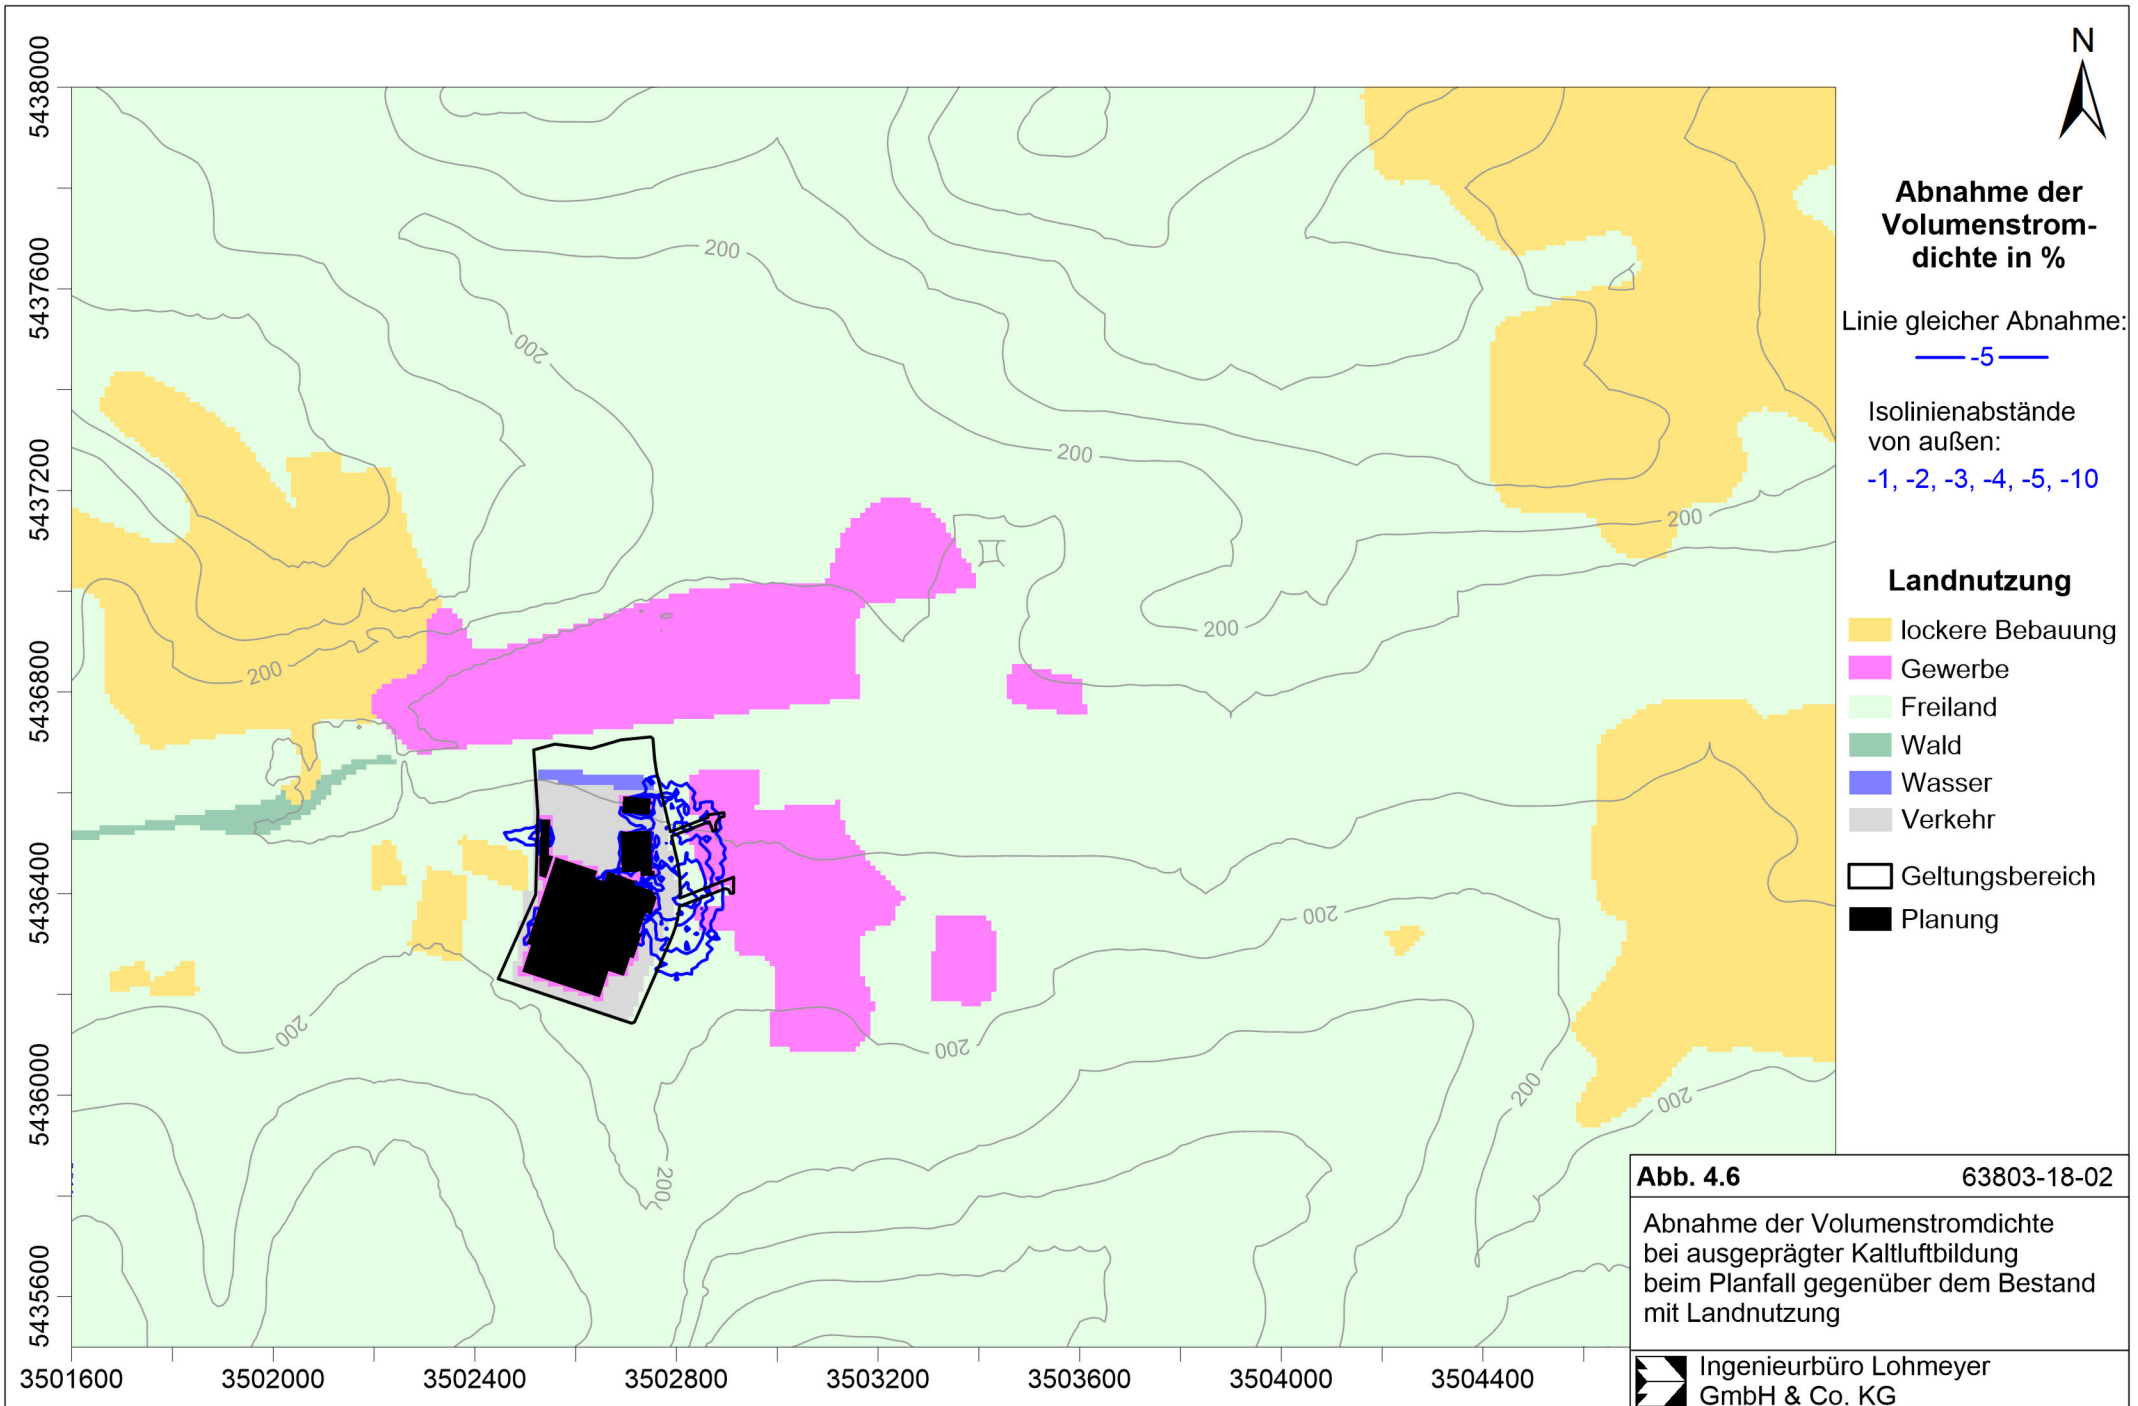 N
Abnahme der
Volumenstrom-
dichte in %
Linie gleicher Abnahme:
-5
Isolinienabstände
von außen:
-1, -2, -3, -4, -5, -10
Landnutzung
lockere Bebauung
Gewerbe
Freiland
Wald
Wasser
Verkehr
Geltungsbereich
Planung
5438000
5437600
5437200
5436800
5436400
5436000
5435600
200
200
200
200
200
200
200
200
200
200
200
200
3501600
3502000
3502400
3502800
3503200
3503600
3504000
3504400
Abb. 4.6
63803-18-02
Abnahme der Volumenstromdichte
bei ausgeprägter Kaltluftbildung
beim Planfall gegenüber dem Bestand
mit Landnutzung
Ingenieurbüro Lohmeyer
GmbH & Co. KG